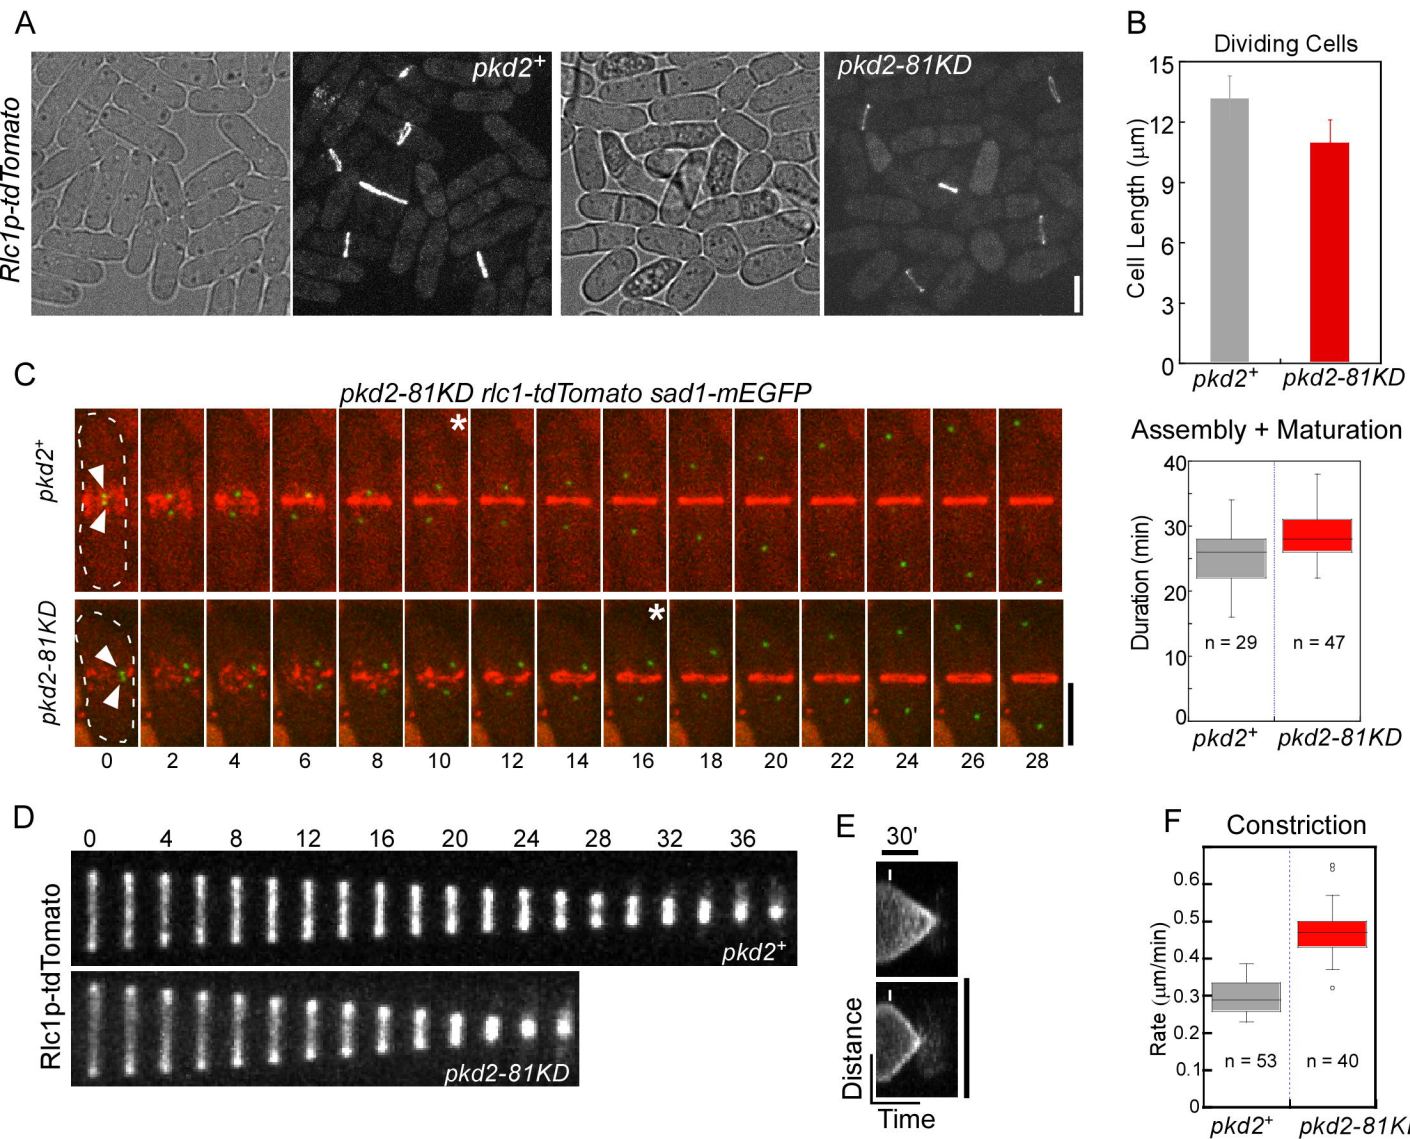 A
Rlc1p-tdTomato
pkd2+
pkd2-81KD
B
Dividing Cells
15
12
9
6
3
0
Cell Length (μm)
pkd2+
pkd2-81KD
C
pkd2-81KD rlc1-tdTomato sad1-mEGFP
*
pkd2+
*
pkd2-81KD
0 2 4 6 8 10 12 14 16 18 20 22 24 26 28
Assembly + Maturation
40
30
20
10
0
Duration (min)
n = 29
n = 47
pkd2+
pkd2-81KD
D
0 4 8 12 16 20 24 28 32 36
Rlc1p-tdTomato
pkd2+
pkd2-81KD
E
30'
Distance
Time
F
Constriction
0.6
0.5
0.4
0.3
0.2
0.1
0
Rate (μm/min)
n = 53
n = 40
pkd2+
pkd2-81KI